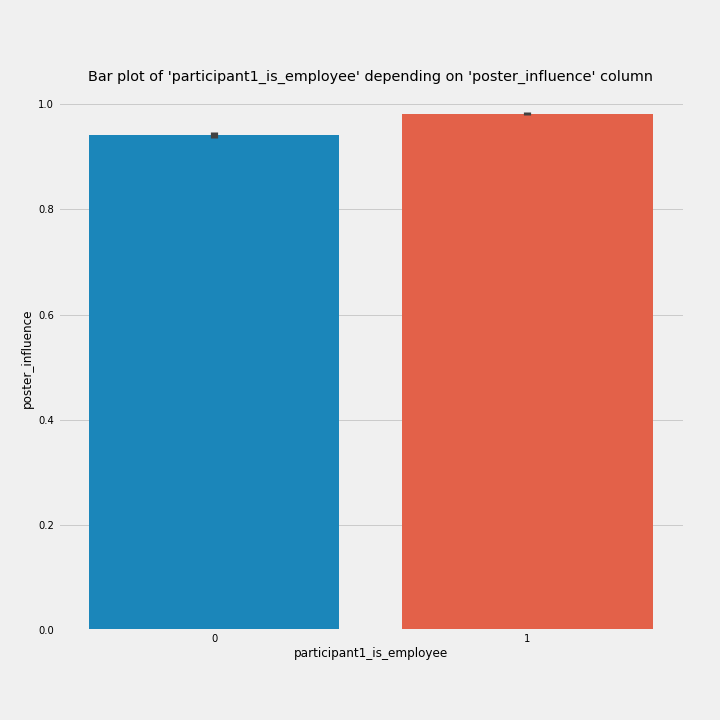 Bar plot of 'participant1_is_employee' depending on 'poster_influence' column
1.0
0.8
0.6
0.4
0.2
0.0
poster_influence
0 1
participant1_is_employee